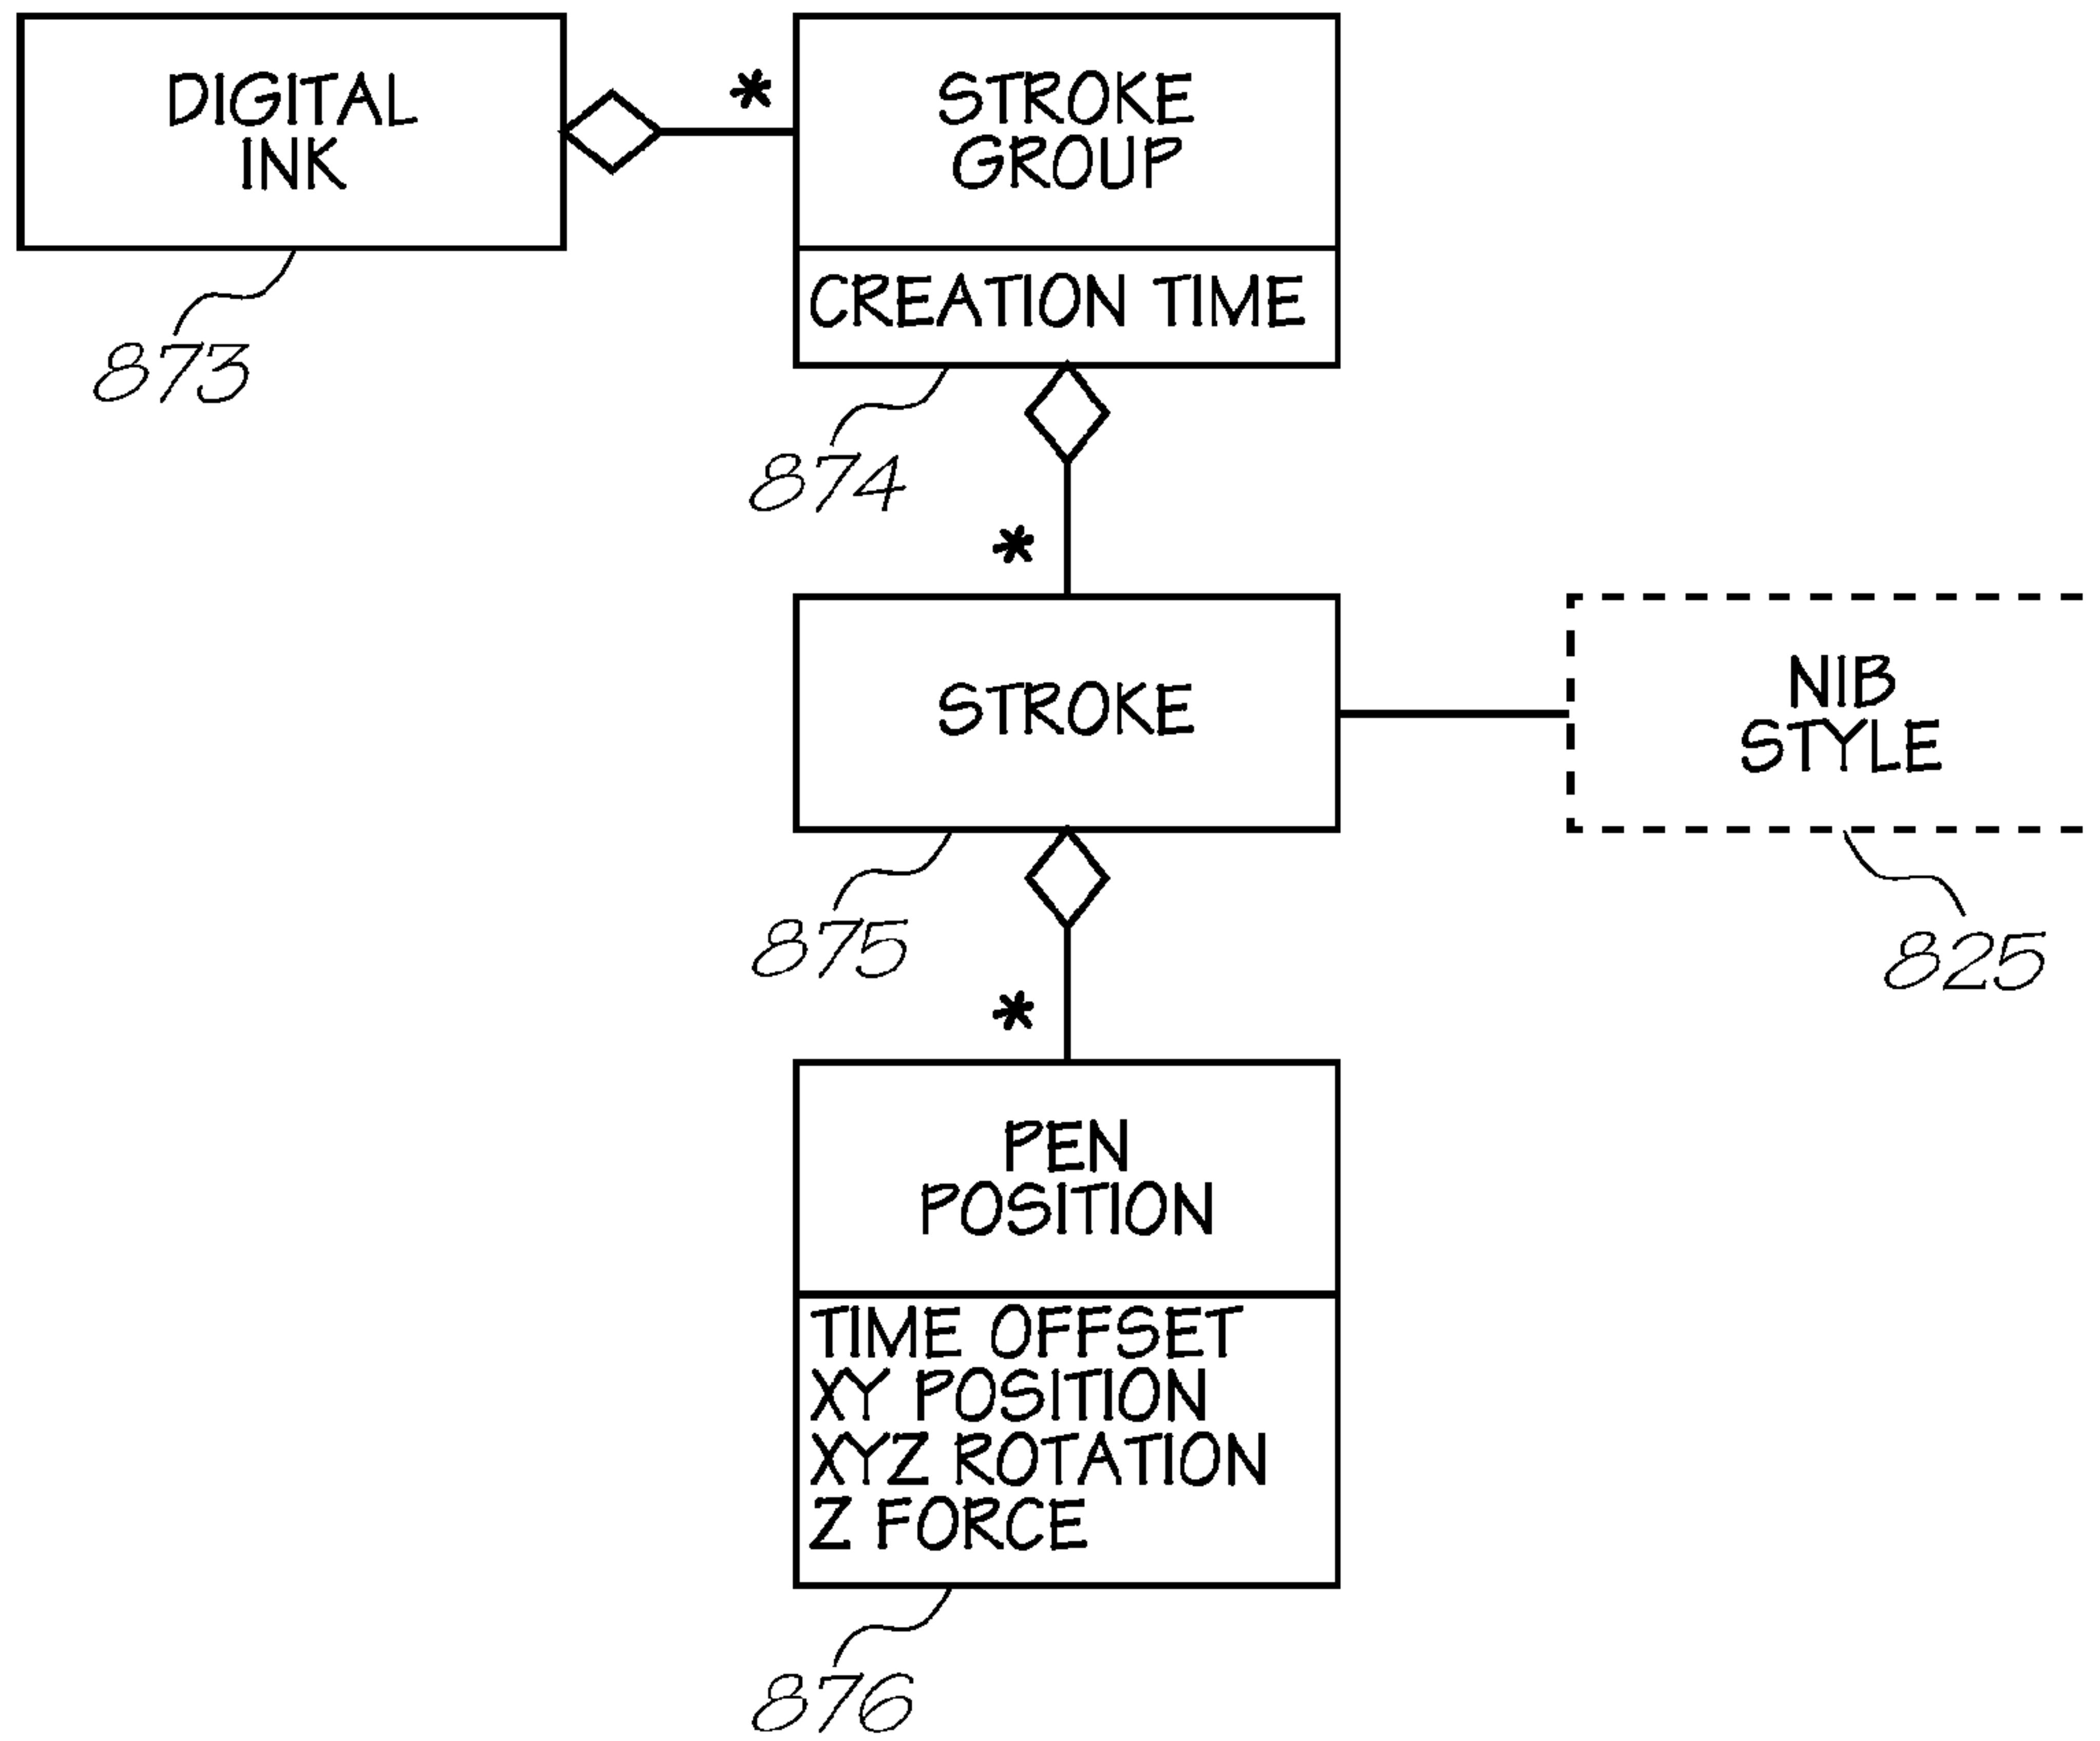 DIGITAL
INK
*
STROKE
GROUP
CREATION TIME
873
874
*
STROKE
NIB
STYLE
875
825
*
PEN
POSITION
TIME OFFSET
XY POSITION
XYZ ROTATION
Z FORCE
876